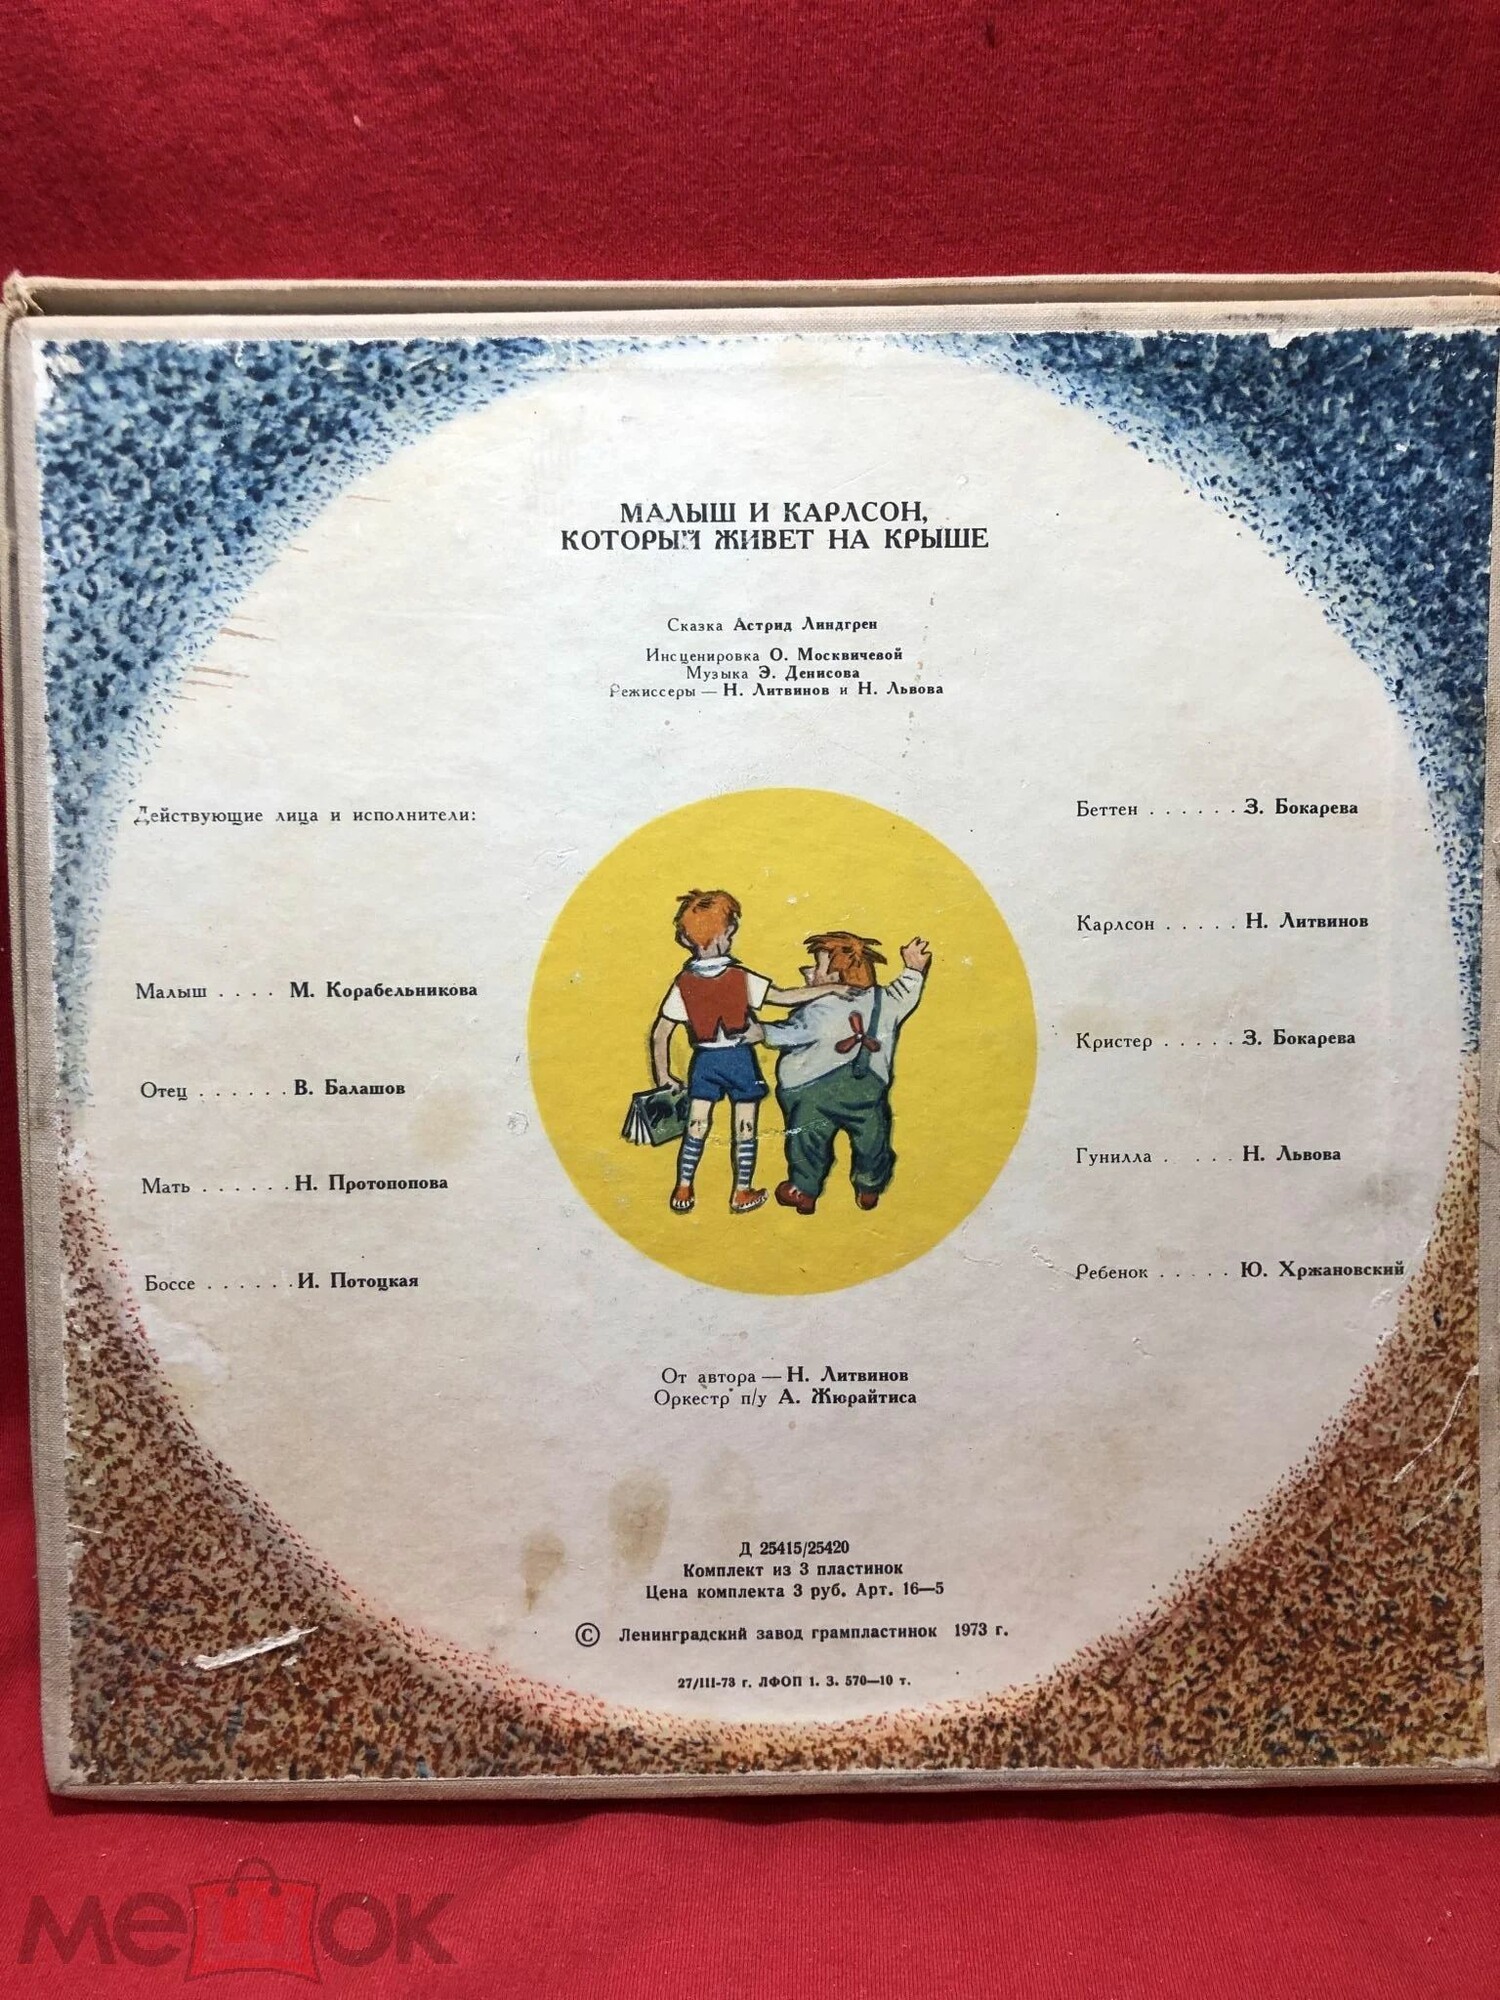 МАЛЫШ И КАРЛСОН,
КОТОРЫЙ ЖИВЕТ НА КРЫШЕ
Сказка Астрид Линдгрен
Инсценировка О. Москвичевой
Музыка Э. Денисова
Режиссеры — Н. Литвинов и Н. Львова
Действующие лица и исполнители:
Малыш .... М. Корабельникова
Отец ...... В. Балашов
Мать ...... Н. Протопопова
Боссе ...... И. Потоцкая
Беттен ...... З. Бокарева
Карлсон ..... Н. Литвинов
Кристер ..... З. Бокарева
Гунилла . ... Н. Львова
Ребенок ..... Ю. Хржановский
От автора — Н. Литвинов
Оркестр п/у А. Жюрайтиса
Д 25415/25420
Комплект из 3 пластинок
Цена комплекта 3 руб. Арт. 16—5
© Ленинградский завод грампластинок 1973 г.
27/III-73 г. ЛФОП 1. З. 570—10 т.
мешок